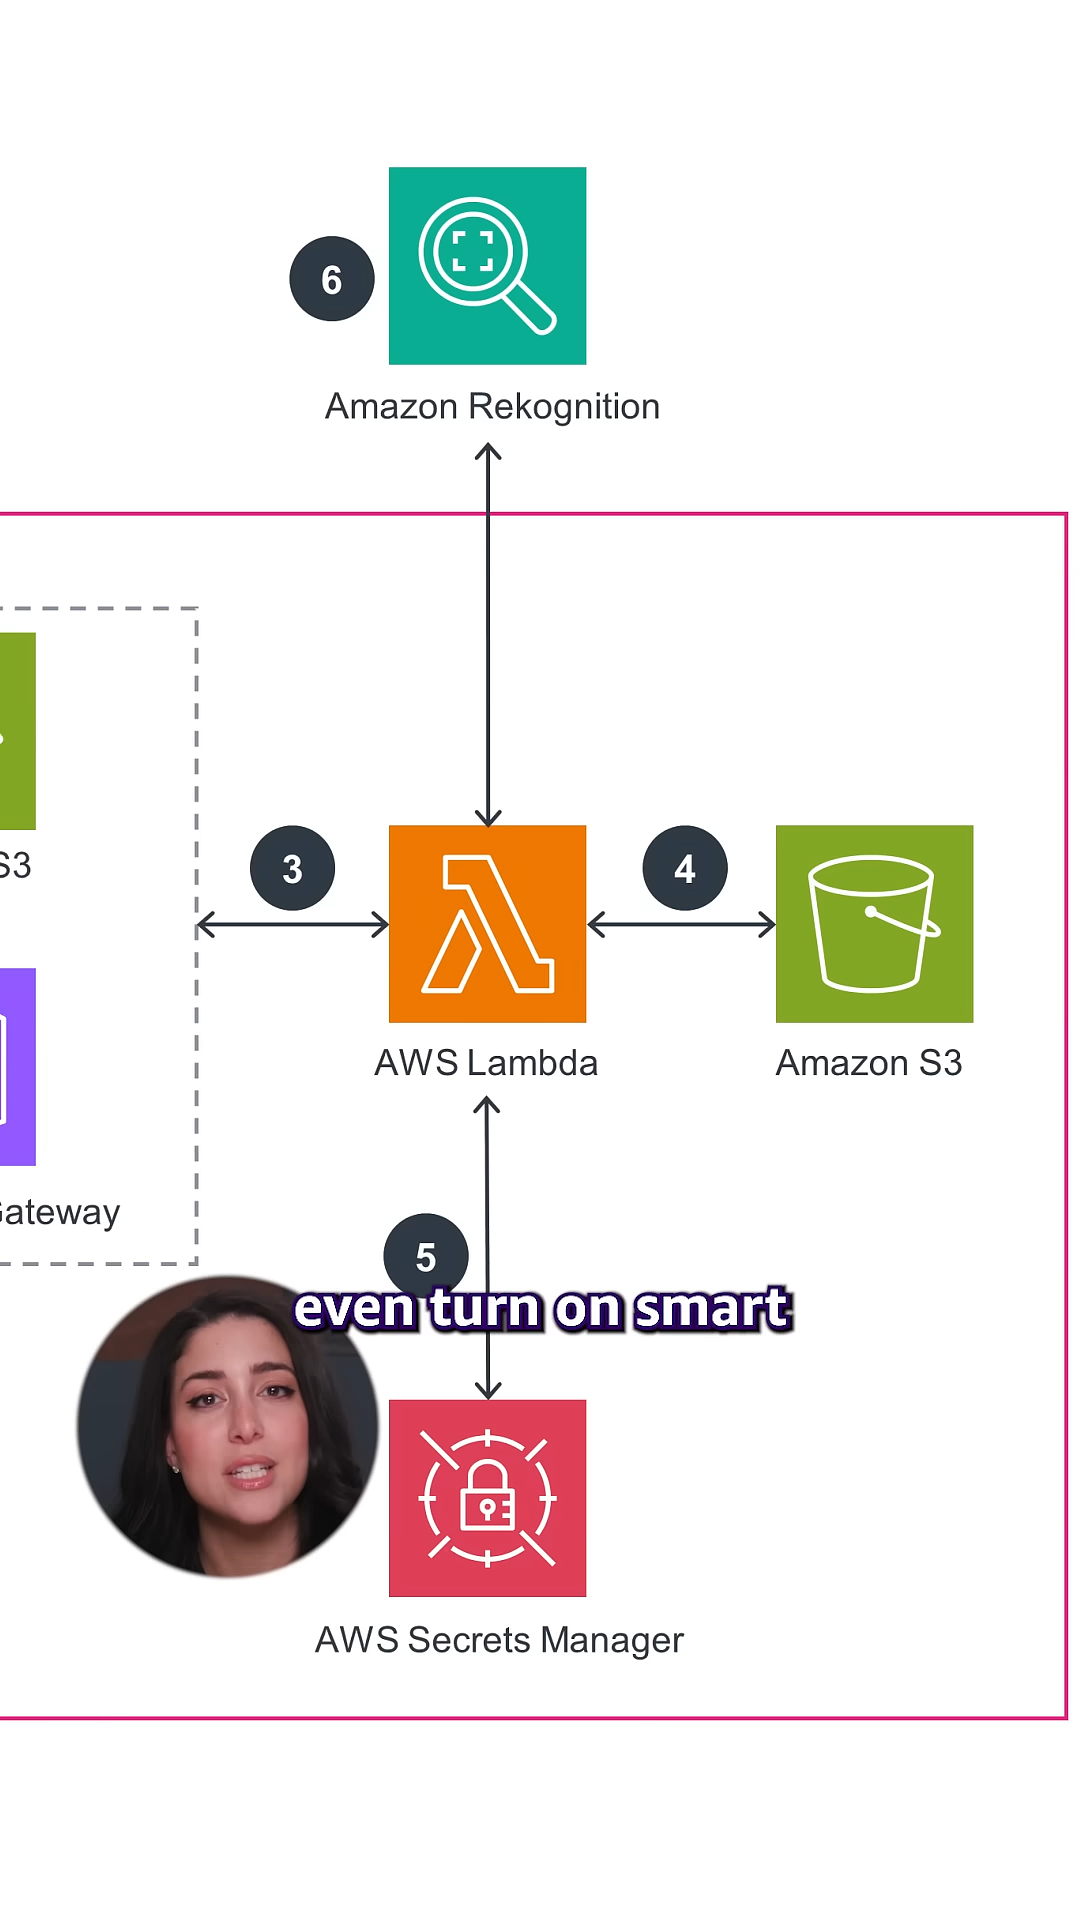 6
Amazon Rekognition
3
4
S3
AWS Lambda
Amazon S3
Gateway
5
even turn on smart
AWS Secrets Manager